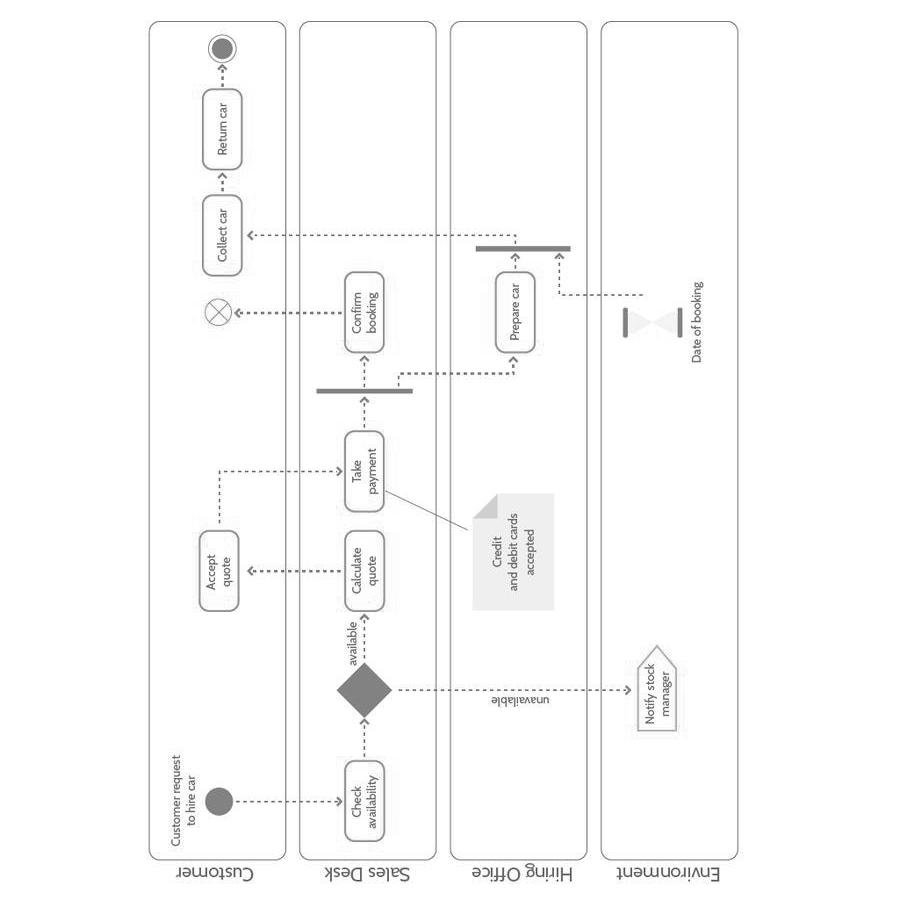 Customer
Customer request
to hire car
Accept
quote
Collect car
Return car
Sales Desk
Check
availability
available
Calculate
quote
Take
payment
Confirm
booking
Hiring Office
unavailable
Credit
and debit cards
accepted
Prepare car
Environment
Notify stock
manager
Date of booking